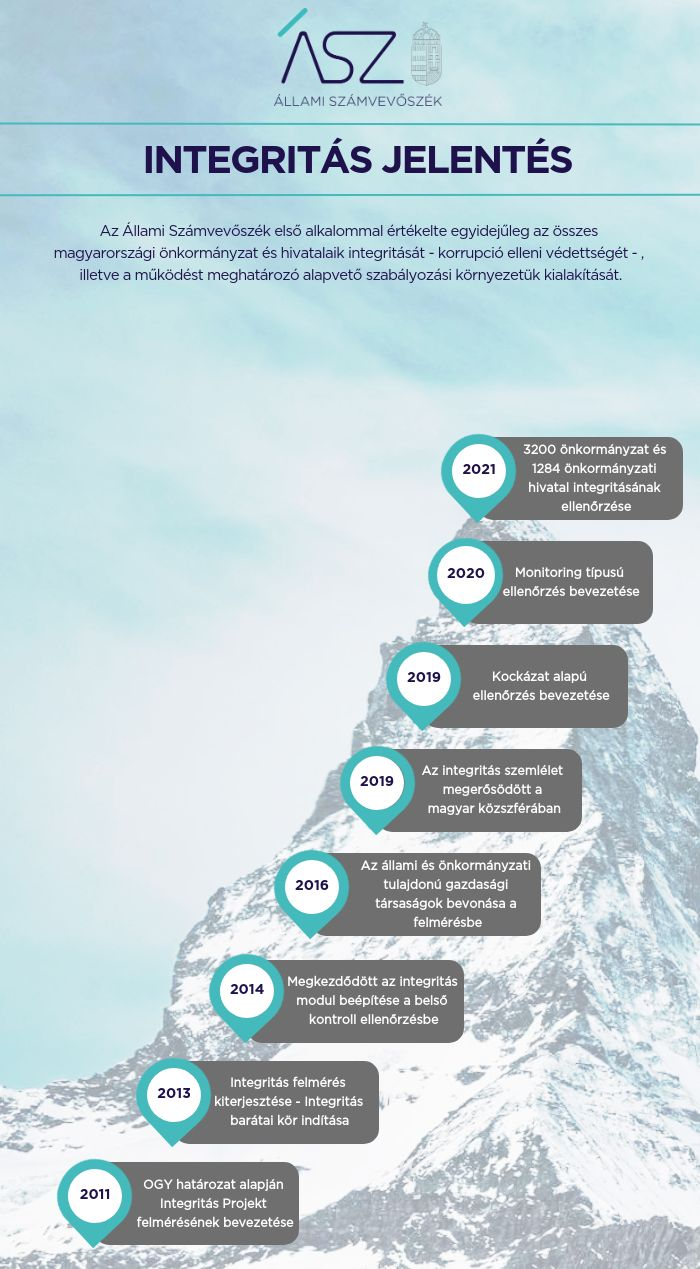 ÁSZ
ÁLLAMI SZÁMVEVŐSZÉK
INTEGRITÁS JELENTÉS
Az Állami Számvevőszék első alkalommal értékelte egyidejűleg az összes
magyarországi önkormányzat és hivatalaik integritását - korrupció elleni védettségét - ,
illetve a működést meghatározó alapvető szabályozási környezetük kialakítását.
2021
3200 önkormányzat és
1284 önkormányzati
hivatal integritásának
ellenőrzése
2020
Monitoring típusú
ellenőrzés bevezetése
2019
Kockázat alapú
ellenőrzés bevezetése
2019
Az integritás szemlélet
megerősödött a
magyar közszférában
2016
Az állami és önkormányzati
tulajdonú gazdasági
társaságok bevonása a
felmérésbe
2014
Megkezdődött az integritás
modul beépítése a belső
kontroll ellenőrzésbe
2013
Integritás felmérés
kiterjesztése - Integritás
barátai kör indítása
2011
OGY határozat alapján
Integritás Projekt
felmérésének bevezetése